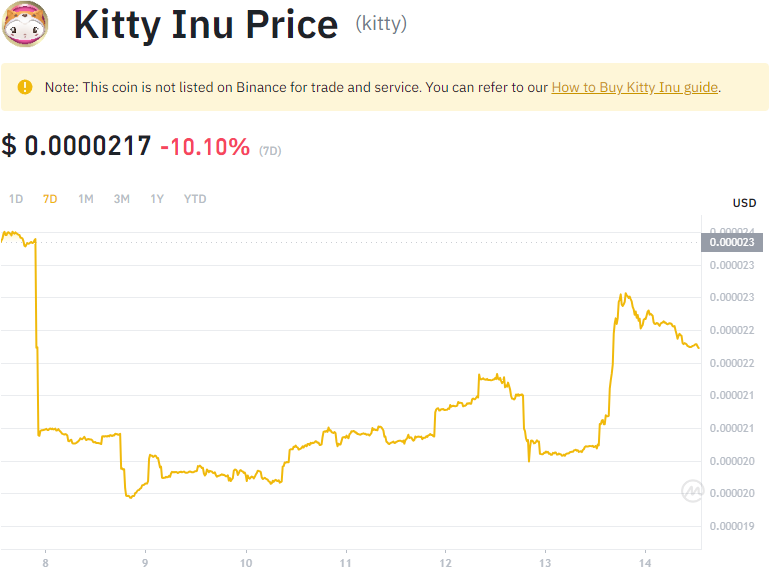 Kitty Inu Price (kitty)
Note: This coin is not listed on Binance for trade and service. You can refer to our How to Buy Kitty Inu guide.
$ 0.0000217 -10.10% (7D)
1D 7D 1M 3M 1Y YTD
USD
0.000024
0.000023
0.000023
0.000023
0.000022
0.000022
0.000021
0.000021
0.000020
0.000020
0.000019
8 9 10 11 12 13 14